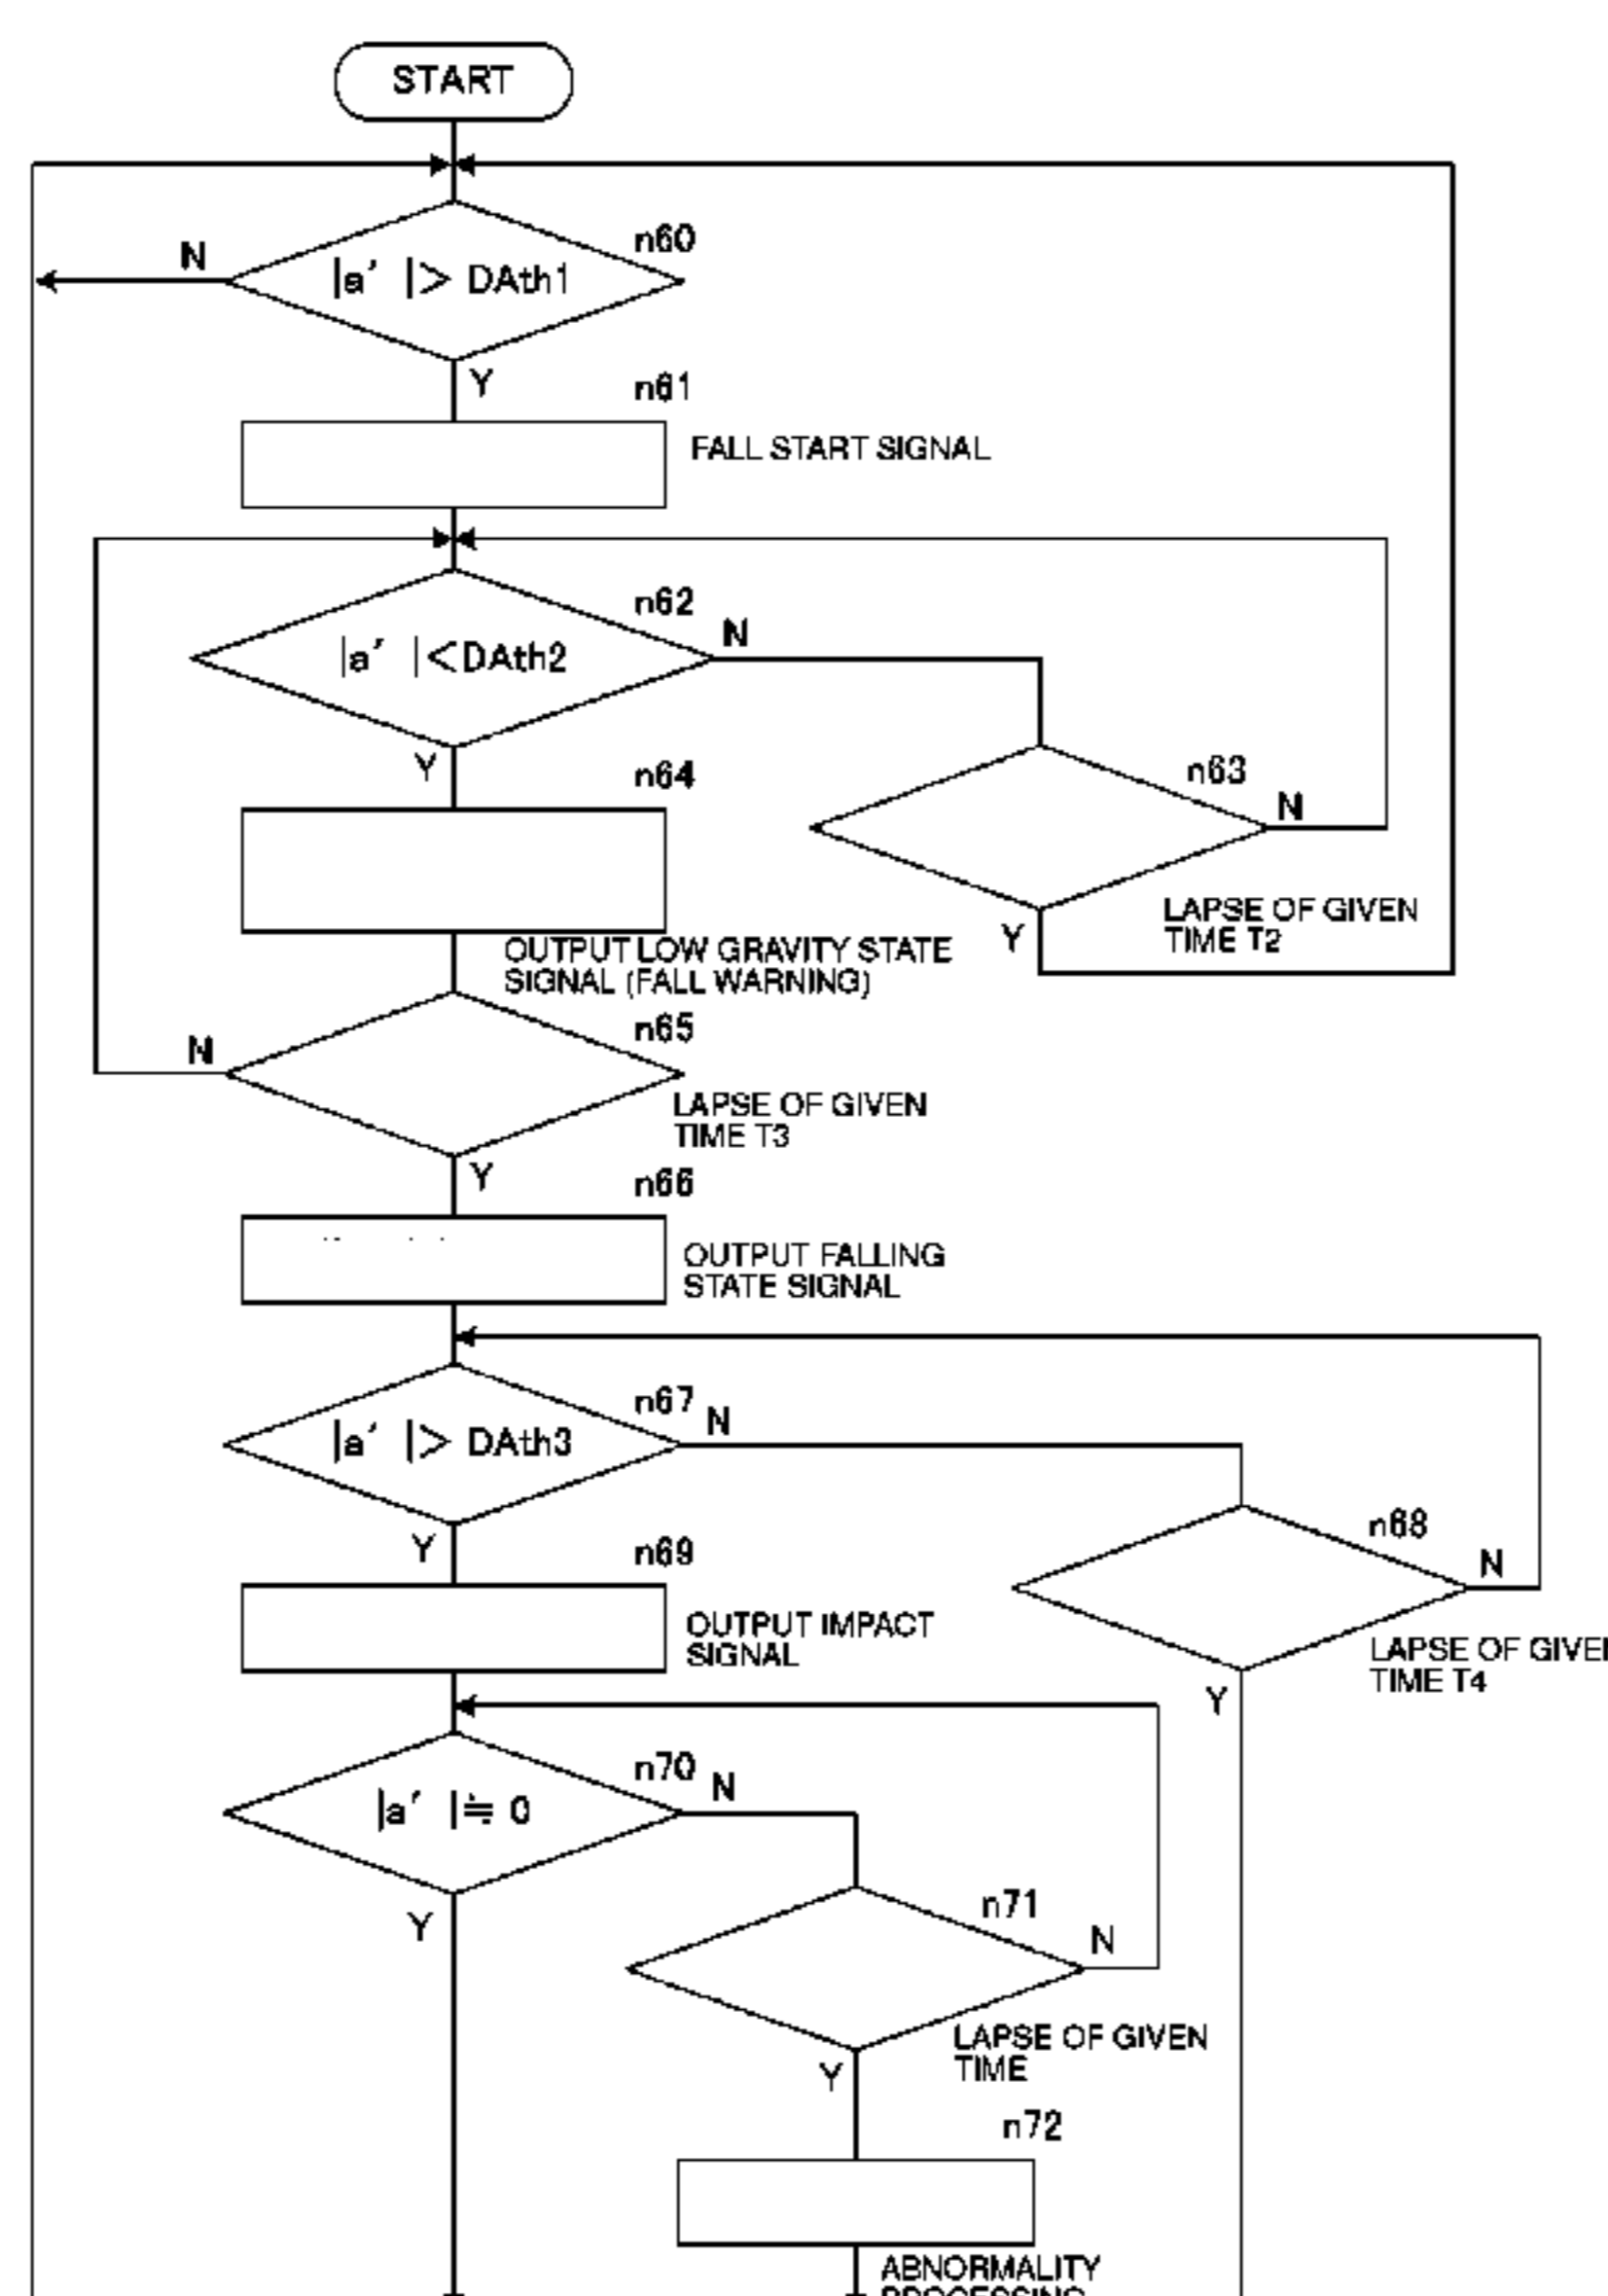 START
n60
N
|a′ |> DAth1
Y
n61
FALL START SIGNAL
n62
N
|a′ |<DAth2
Y
n64
n63
N
LAPSE OF GIVEN
TIME T2
Y
OUTPUT LOW GRAVITY STATE
SIGNAL (FALL WARNING)
n65
N
LAPSE OF GIVEN
TIME T3
Y
n66
OUTPUT FALLING
STATE SIGNAL
n67
N
|a′ |> DAth3
Y
n69
n68
N
OUTPUT IMPACT
SIGNAL
LAPSE OF GIVE
TIME T4
Y
n70
N
|a′ |≒ 0
Y
n71
N
LAPSE OF GIVEN
TIME
Y
n72
ABNORMALITY
PROCESSING